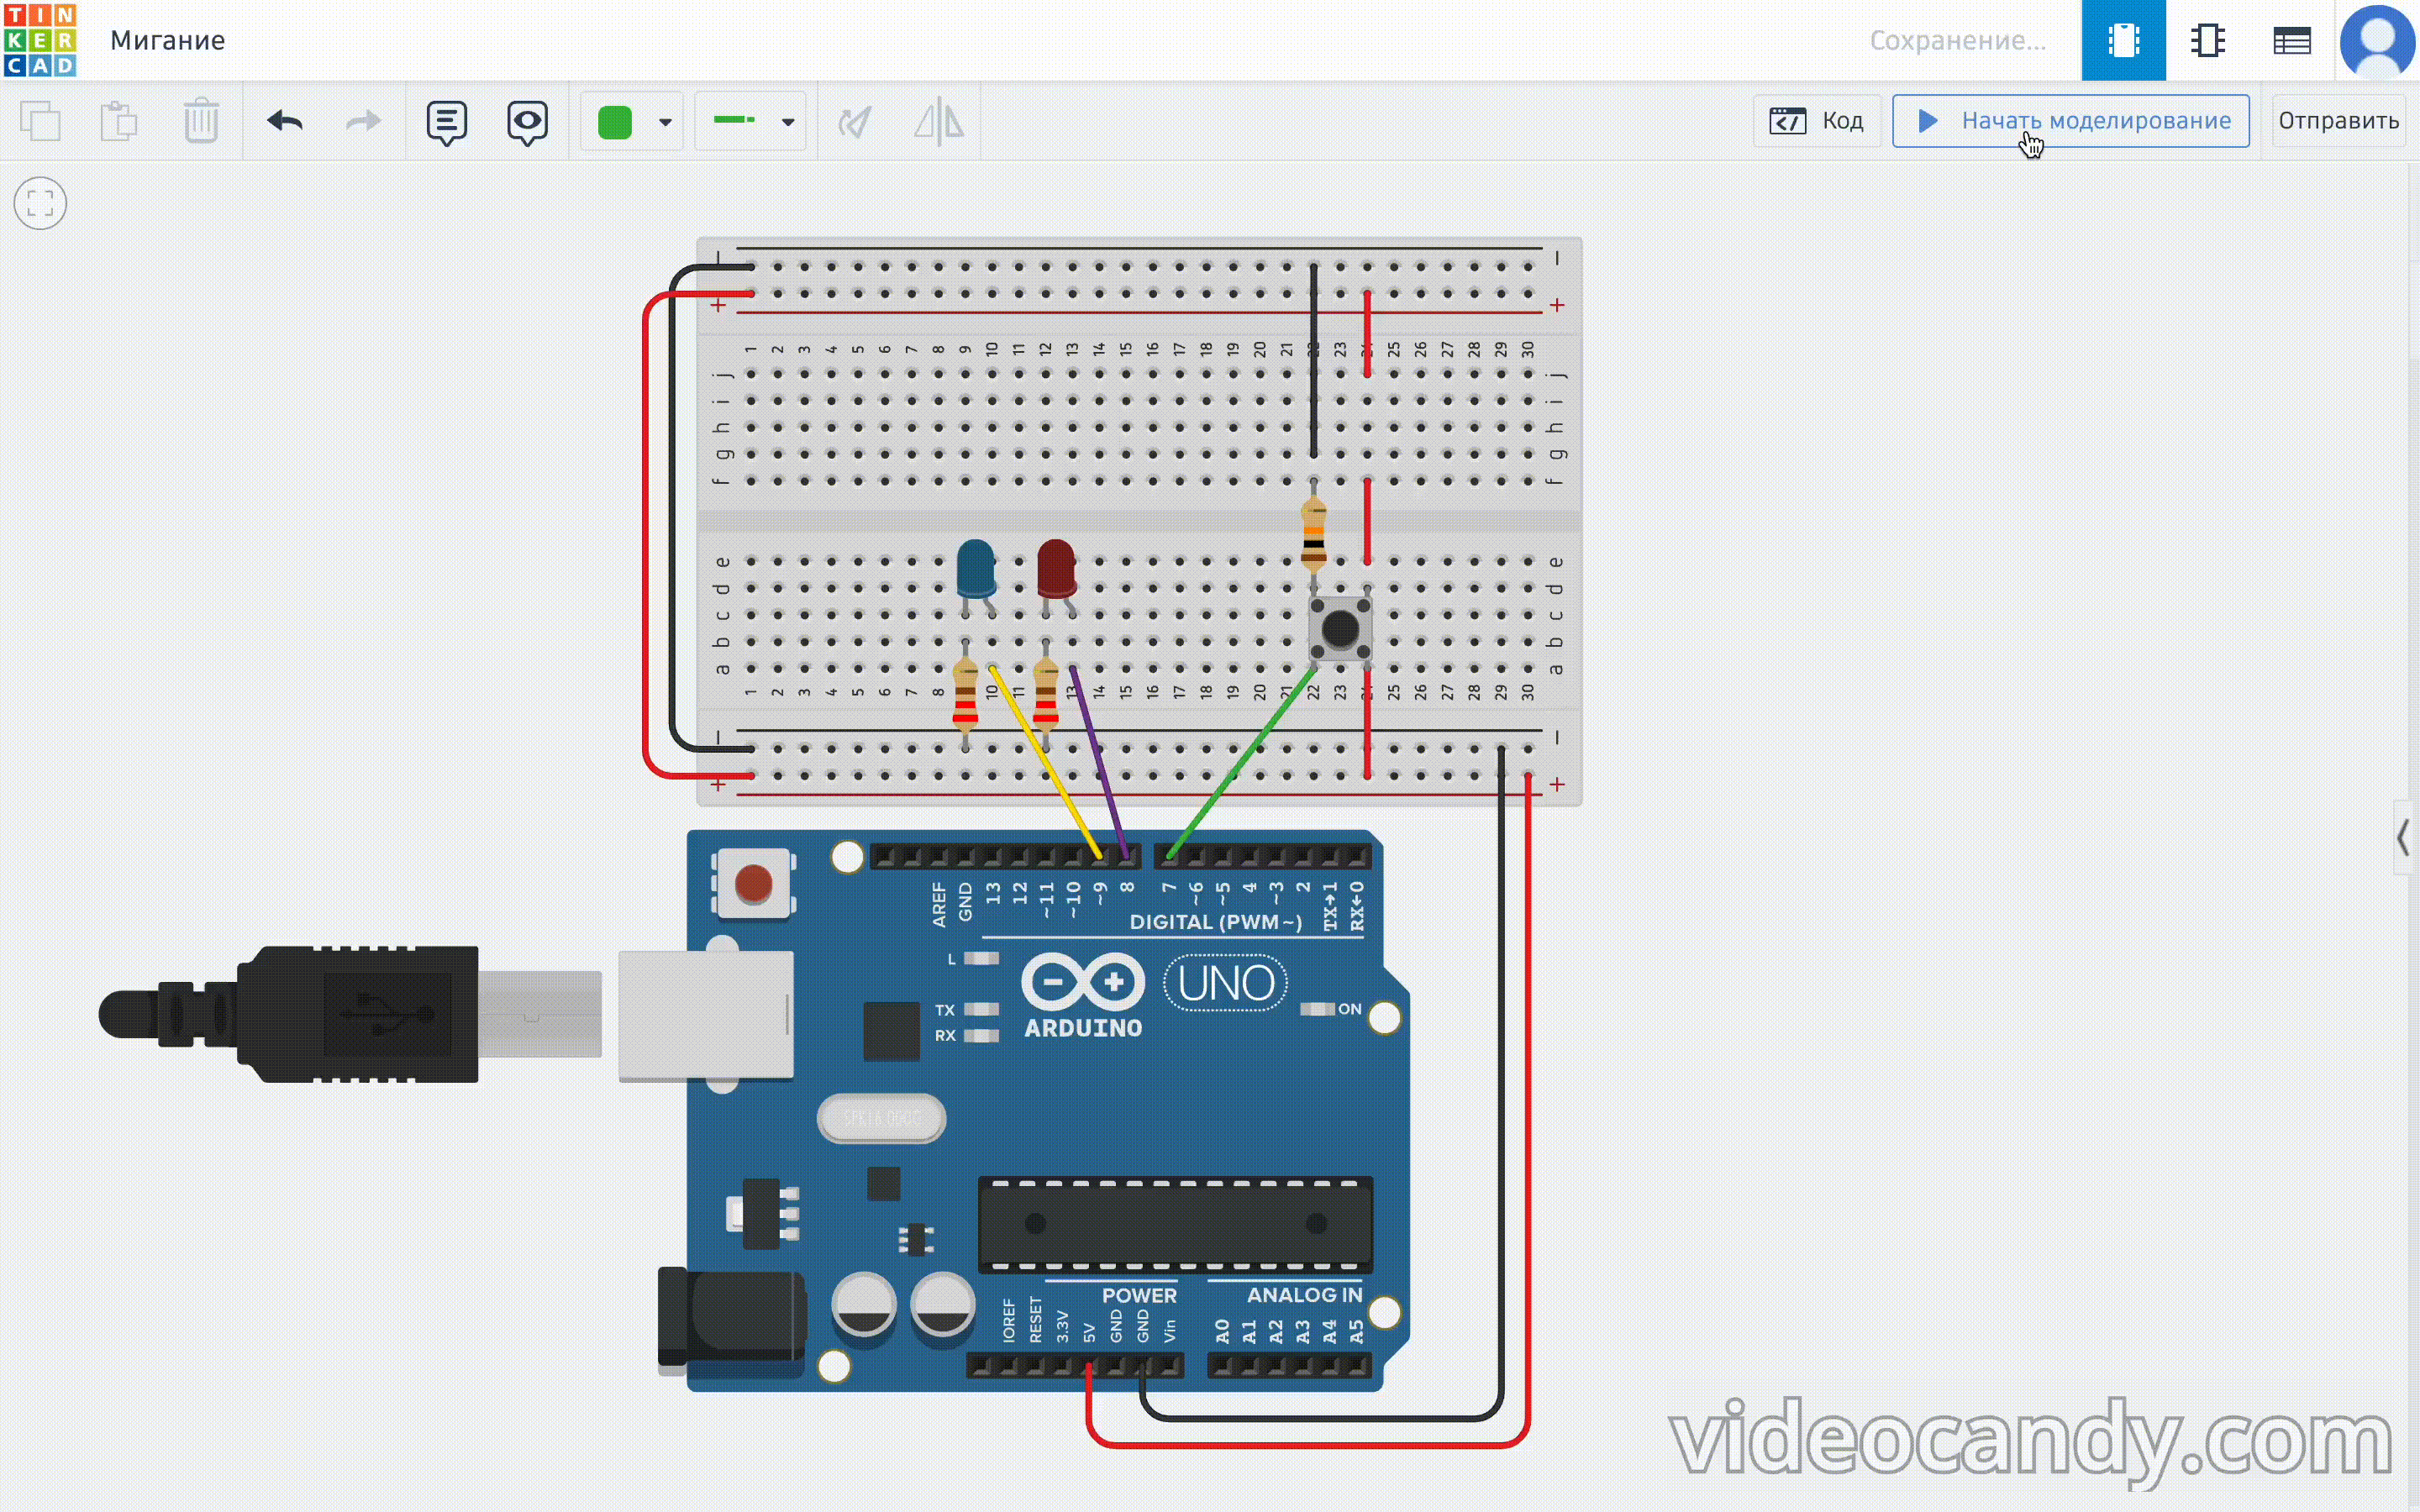 TIN
KER
CAD
Мигание
Сохранение...
Код
Начать моделирование
Отправить
1 2 3 4 5 6 7 8 9 10 11 12 13 14 15 16 17 18 19 20 21 23 25 26 27 28 29 30
j j
i i
h h
g g
f f
e e
d d
c c
b b
a a
1 2 3 4 5 6 7 8 10 11 13 14 15 16 17 18 19 20 21 22 23 25 26 27 28 29 30
AREF GND 13 12 ~11 ~10 ~9 8 7 ~6 ~5 4 ~3 2 TX→1 RX←0
DIGITAL (PWM~)
L
TX
RX
ARDUINO
UNO
ON
POWER
ANALOG IN
IOREF RESET 3.3V 5V GND GND Vin A0 A1 A2 A3 A4 A5
videocandy.com